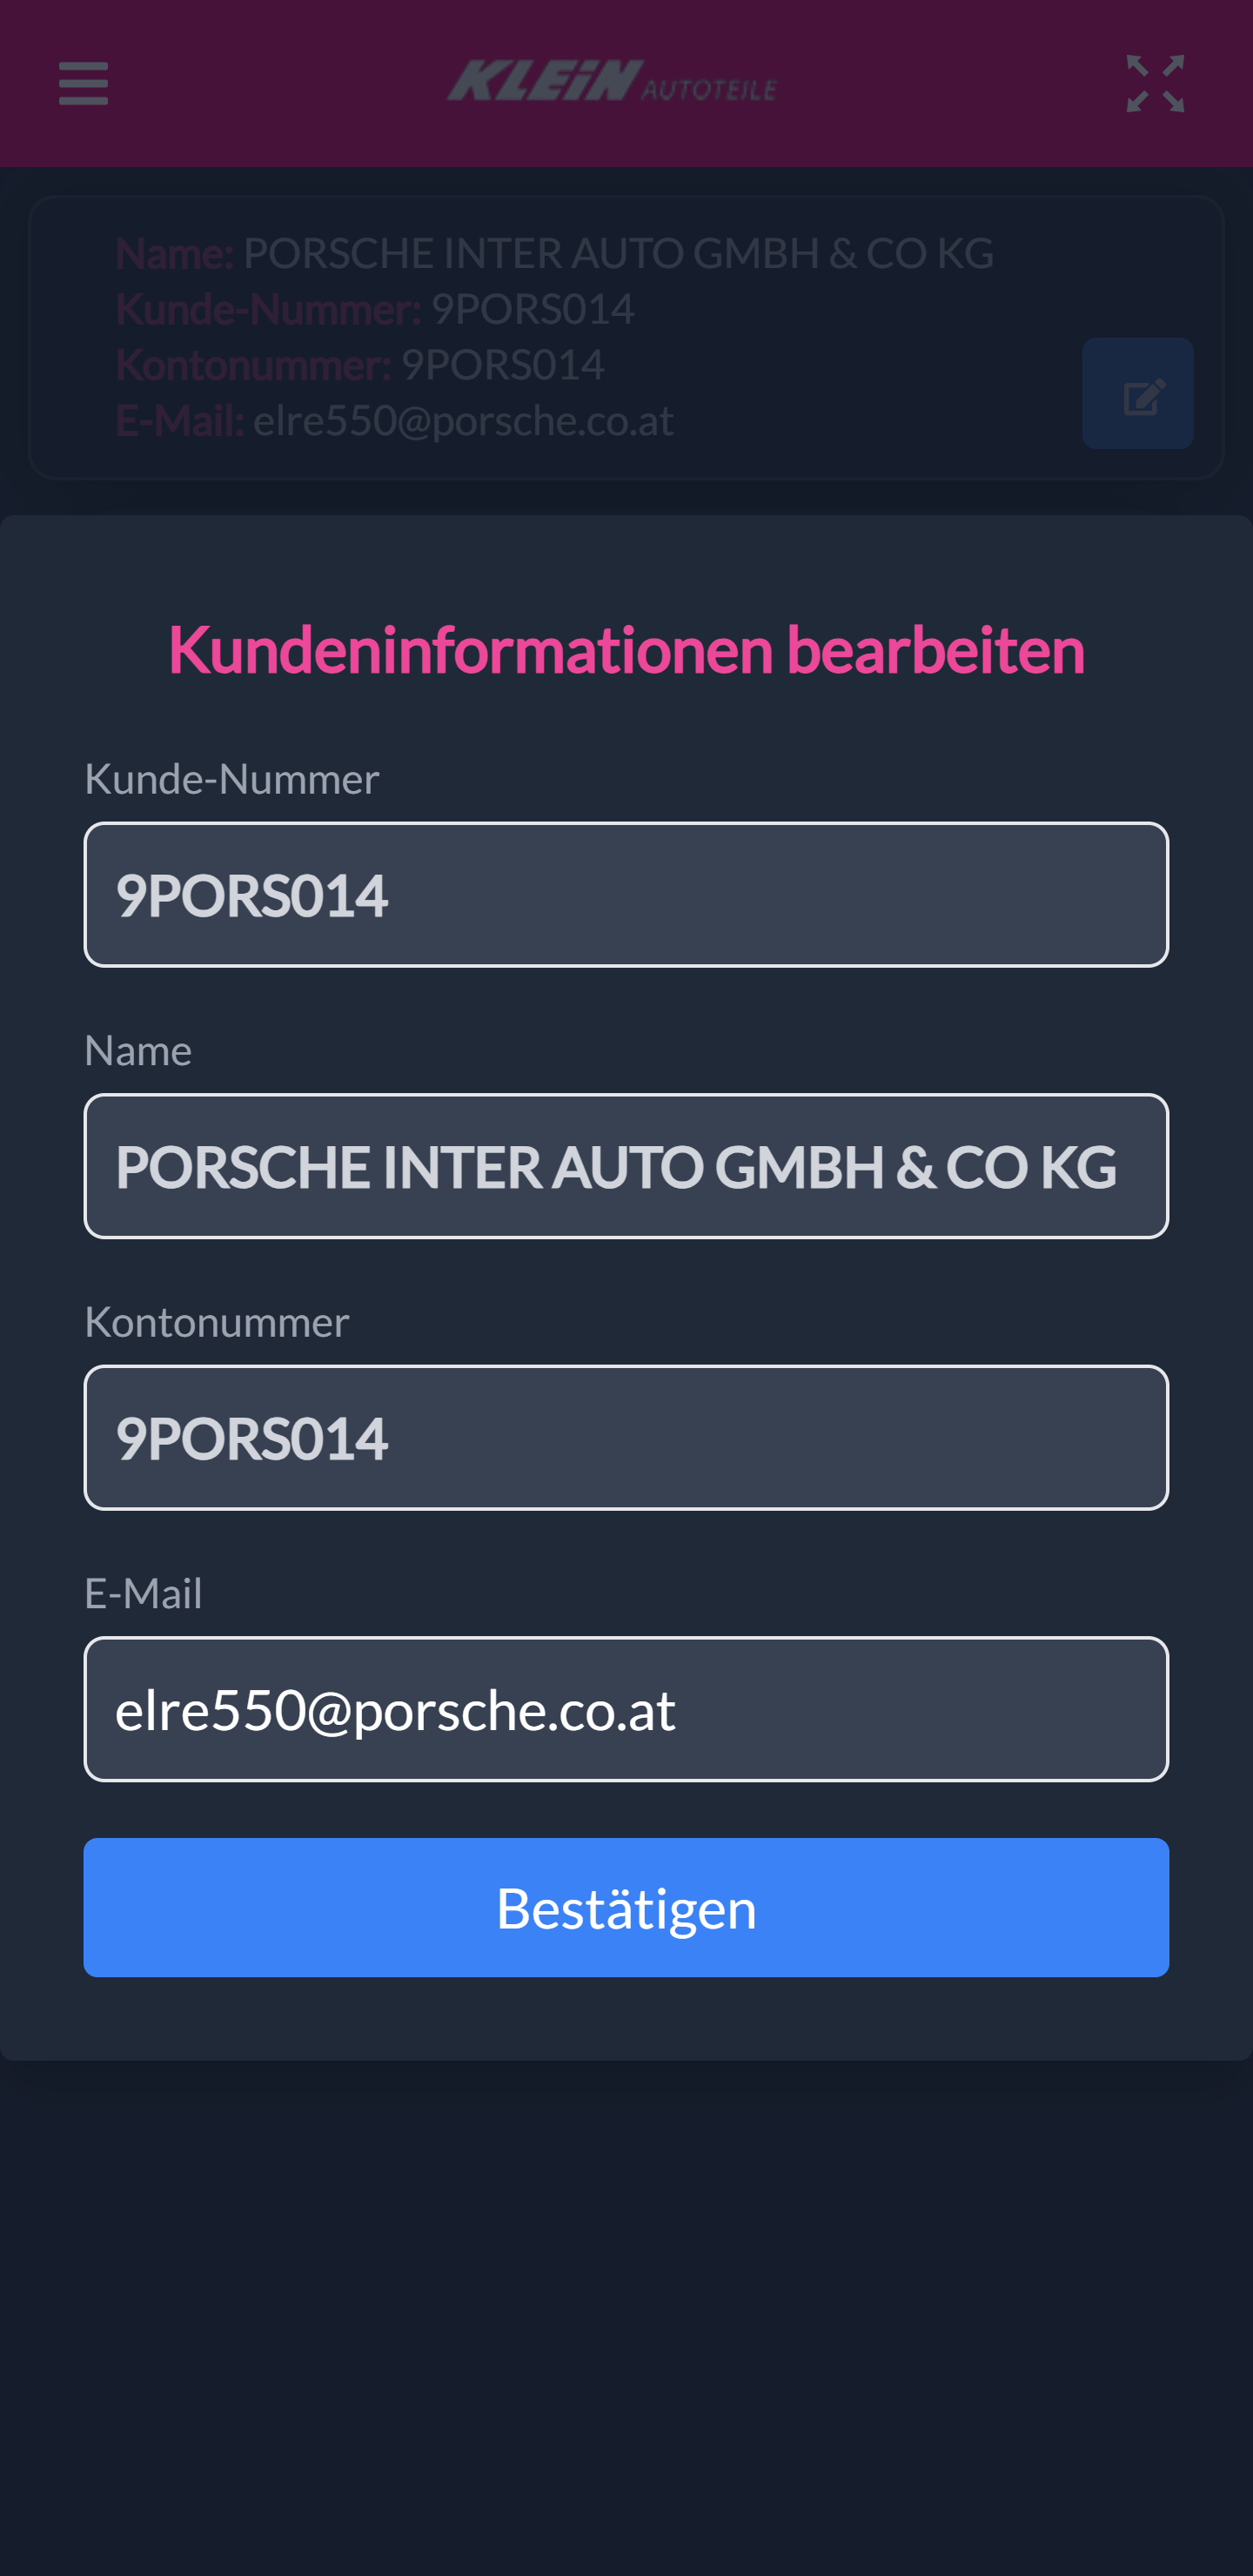 KLEiN AUTOTEILE
Name: PORSCHE INTER AUTO GMBH & CO KG
Kunde-Nummer: 9PORS014
Kontonummer: 9PORS014
E-Mail: elre550@porsche.co.at
Kundeninformationen bearbeiten
Kunde-Nummer
9PORS014
Name
PORSCHE INTER AUTO GMBH & CO KG
Kontonummer
9PORS014
E-Mail
elre550@porsche.co.at
Bestätigen